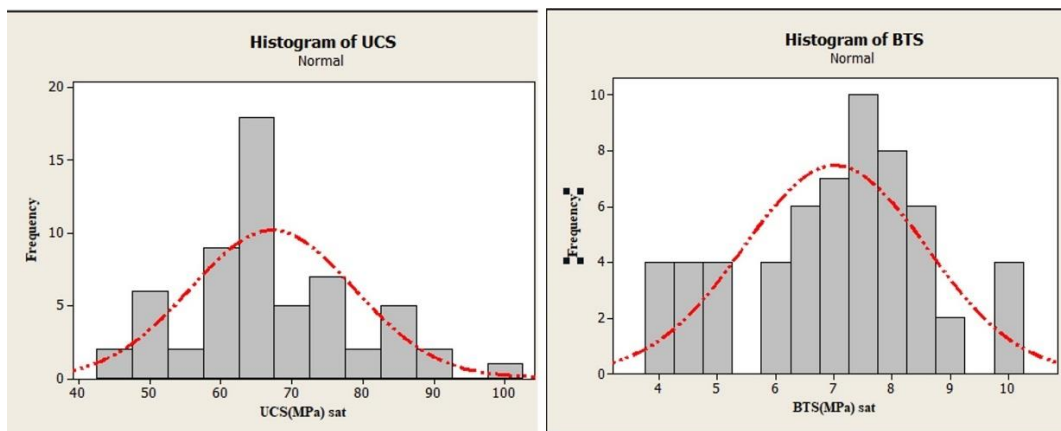 Histogram of UCS
Normal
20
15
10
5
0
Frequency
40 50 60 70 80 90 100
UCS(MPa) sat
Histogram of BTS
Normal
10
8
6
4
2
0
Frequency
4 5 6 7 8 9 10
BTS(MPa) sat